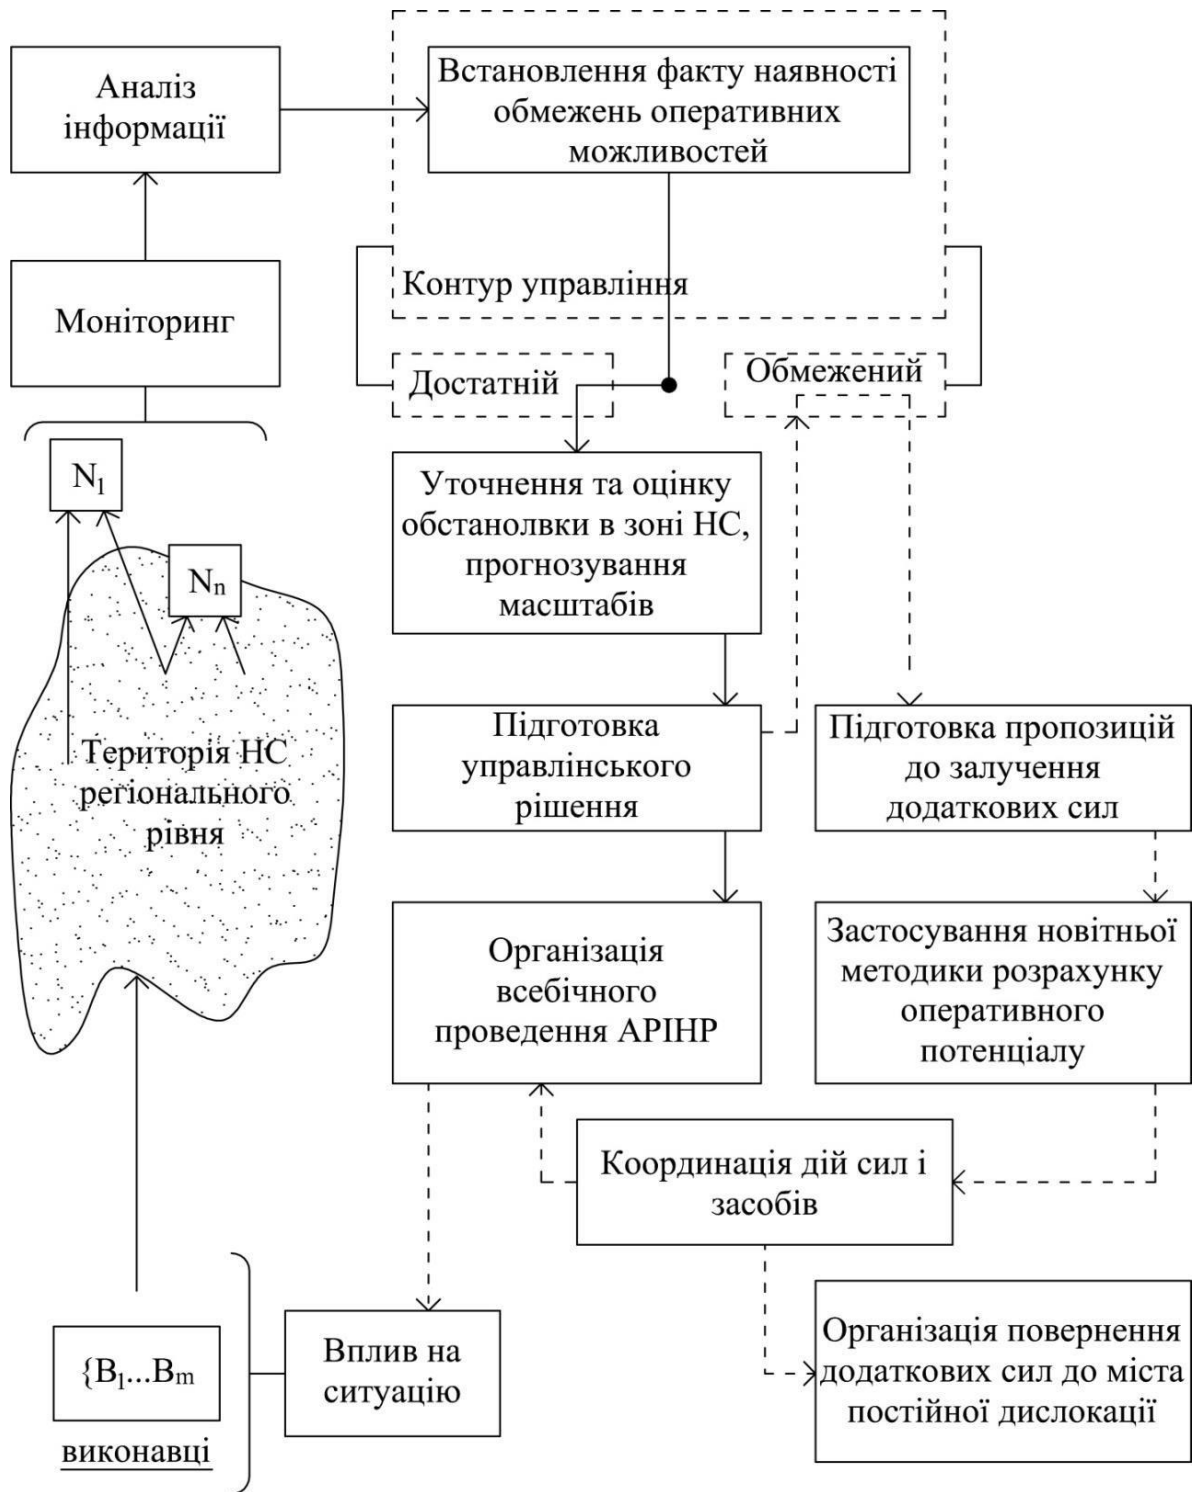 Аналіз
інформації
Встановлення факту наявності
обмежень оперативних
можливостей
Контур управління
Моніторинг
Достатній
Обмежений
N1
Nn
Уточнення та оцінку
обстанолвки в зоні НС,
прогнозування
масштабів
Територія НС
регіонального
рівня
Підготовка
управлінського
рішення
Підготовка пропозицій
до залучення
додаткових сил
Організація
всебічного
проведення АРІНР
Застосування новітньої
методики розрахунку
оперативного
потенціалу
Координація дій сил і
засобів
{B1...Bm
виконавці
Вплив на
ситуацію
Організація повернення
додаткових сил до міста
постійної дислокації